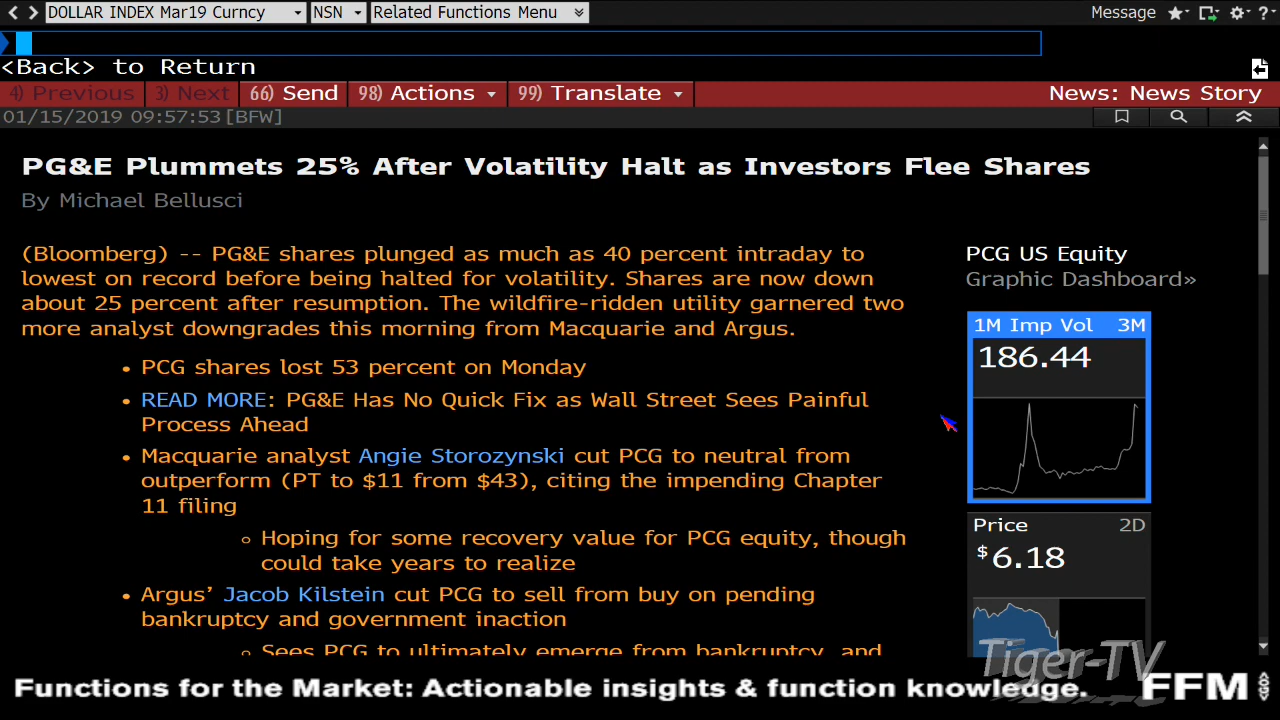 DOLLAR INDEX Mar19 Curncy NSN Related Functions Menu Message ?
<Back> to Return
4) Previous 3) Next 66) Send 98) Actions 99) Translate News: News Story
01/15/2019 09:57:53 [BFW]
PG&E Plummets 25% After Volatility Halt as Investors Flee Shares
By Michael Bellusci
(Bloomberg) -- PG&E shares plunged as much as 40 percent intraday to
lowest on record before being halted for volatility. Shares are now down
about 25 percent after resumption. The wildfire-ridden utility garnered two
more analyst downgrades this morning from Macquarie and Argus.
• PCG shares lost 53 percent on Monday
• READ MORE: PG&E Has No Quick Fix as Wall Street Sees Painful
Process Ahead
• Macquarie analyst Angie Storozynski cut PCG to neutral from
outperform (PT to $11 from $43), citing the impending Chapter
11 filing
○ Hoping for some recovery value for PCG equity, though
could take years to realize
• Argus’ Jacob Kilstein cut PCG to sell from buy on pending
bankruptcy and government inaction
○ Sees PCG to ultimately emerge from bankruptcy, and
PCG US Equity
Graphic Dashboard»
1M Imp Vol 3M
186.44
Price 2D
$6.18
Tiger-TV
Functions for the Market: Actionable insights & function knowledge. FFM